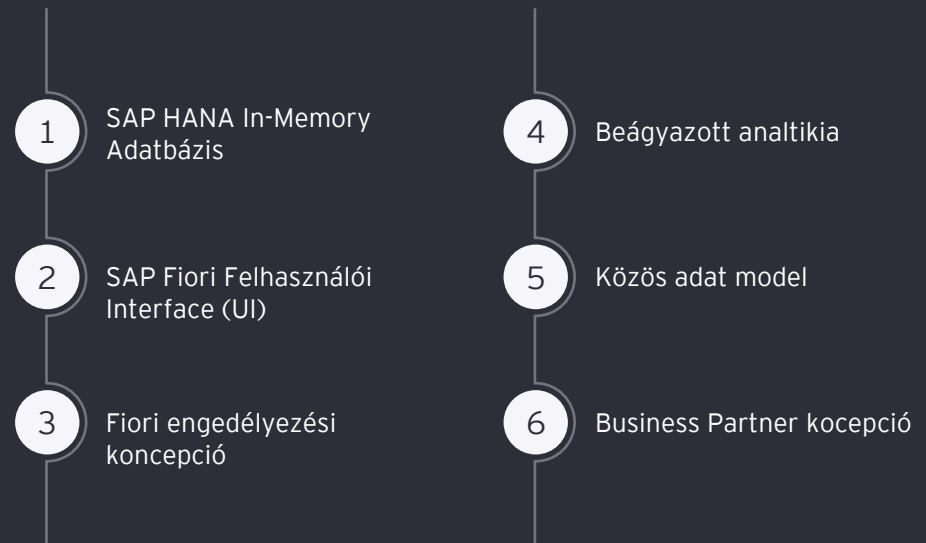 1
SAP HANA In-Memory
Adatbázis
2
SAP Fiori Felhasználói
Interface (UI)
3
Fiori engedélyezési
koncepció
4
Beágyazott analtikia
5
Közös adat model
6
Business Partner kocepció